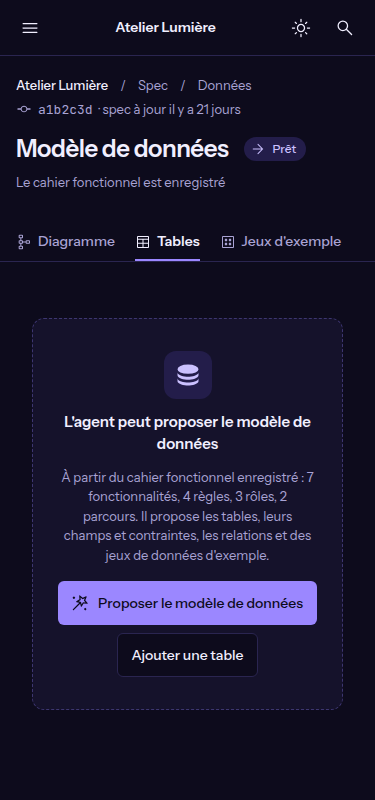 Atelier Lumière
Atelier Lumière / Spec / Données
a1b2c3d · spec à jour il y a 21 jours
Modèle de données
Prêt
Le cahier fonctionnel est enregistré
Diagramme
Tables
Jeux d'exemple
L'agent peut proposer le modèle de
données
À partir du cahier fonctionnel enregistré : 7
fonctionnalités, 4 règles, 3 rôles, 2
parcours. Il propose les tables, leurs
champs et contraintes, les relations et des
jeux de données d'exemple.
Proposer le modèle de données
Ajouter une table